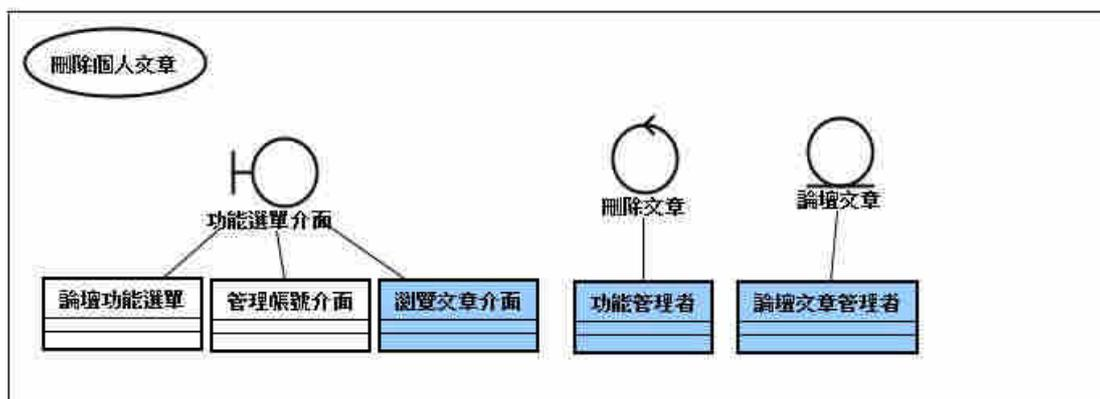 刪除個人文章
功能選單介面
刪除文章
論壇文章
論壇功能選單
管理帳號介面
瀏覽文章介面
功能管理者
論壇文章管理者